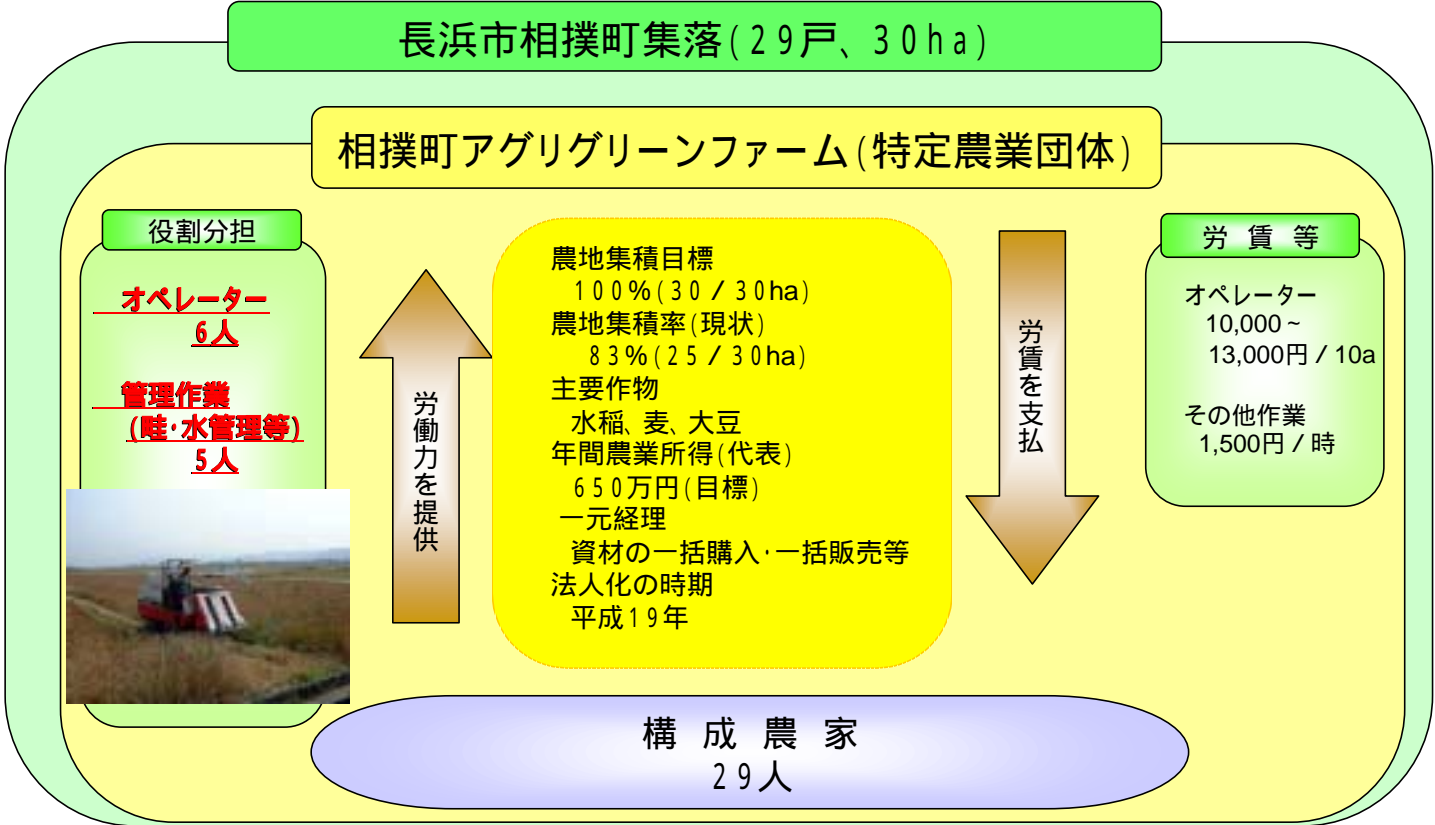 長浜市相撲町集落(29戸、30ha)
相撲町アグリグリーンファーム(特定農業団体)
役割分担
オペレーター
6人
管理作業
(畦・水管理等)
5人
労働力を提供
農地集積目標
100%(30/30ha)
農地集積率(現状)
83%(25/30ha)
主要作物
水稲、麦、大豆
年間農業所得(代表)
650万円(目標)
一元経理
資材の一括購入・一括販売等
法人化の時期
平成19年
労賃を支払
労賃等
オペレーター
10,000~
13,000円/10a
その他作業
1,500円/時
構成農家
29人